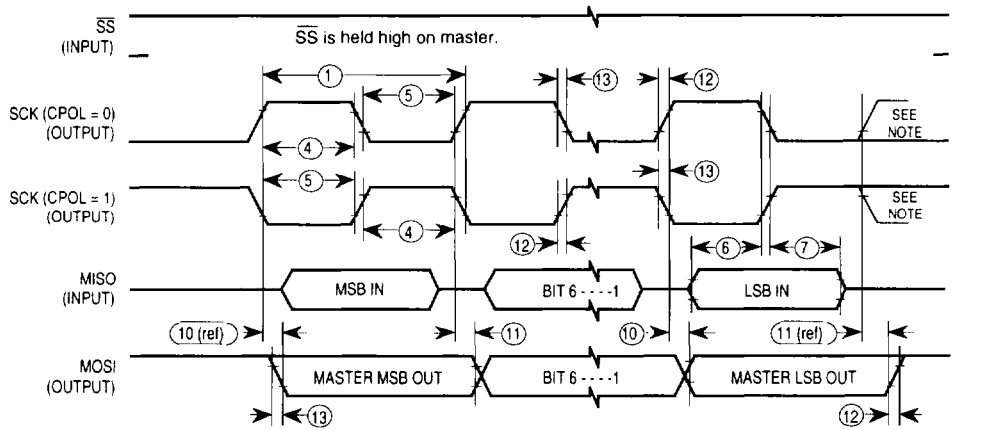 SS
(INPUT)
SS is held high on master.
1
13
12
5
SCK (CPOL = 0)
(OUTPUT)
SEE
NOTE
4
5
13
SCK (CPOL = 1)
(OUTPUT)
SEE
NOTE
4
12
6
7
MISO
(INPUT)
MSB IN
BIT 6 - - - - 1
LSB IN
10 (ref)
11
10
11 (ref)
MOSI
(OUTPUT)
MASTER MSB OUT
BIT 6 - - - - 1
MASTER LSB OUT
13
12